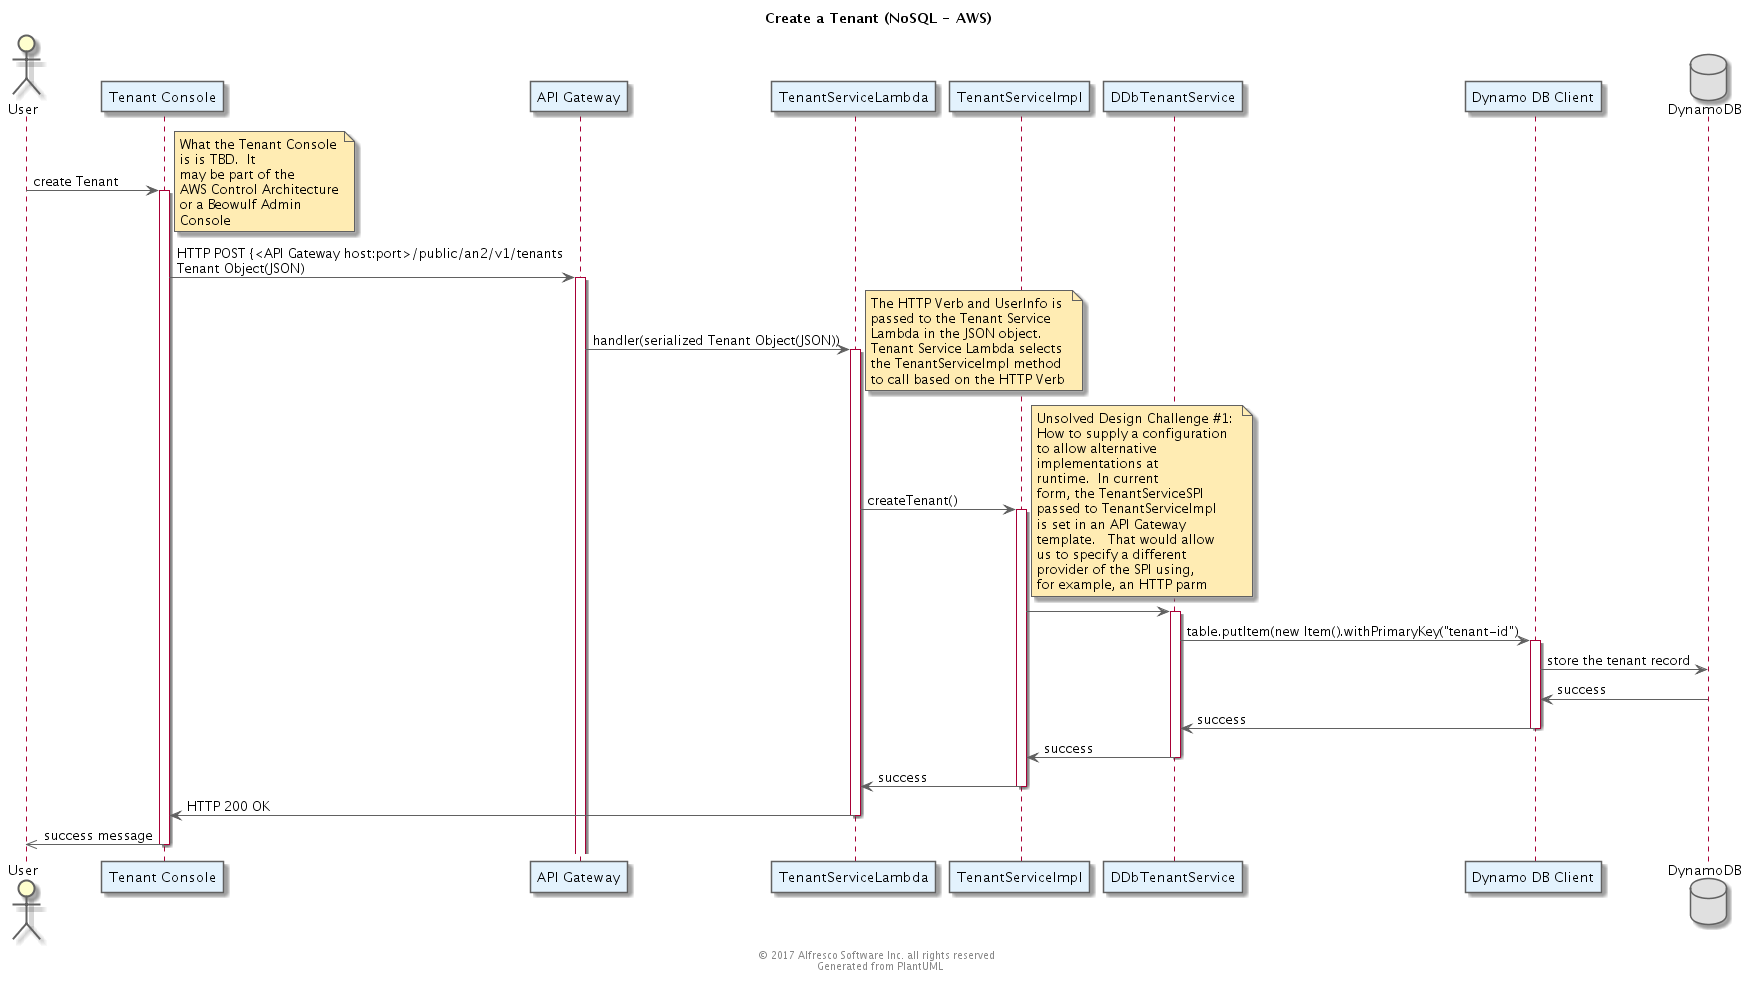 Create a Tenant (NoSQL - AWS)
User
Tenant Console
API Gateway
TenantServiceLambda
TenantServiceImpl
DDbTenantService
Dynamo DB Client
DynamoDB
What the Tenant Console
is is TBD.  It
may be part of the
AWS Control Architecture
or a Beowulf Admin
Console
create Tenant
HTTP POST {<API Gateway host:port>/public/an2/v1/tenants
Tenant Object(JSON)
The HTTP Verb and UserInfo is
passed to the Tenant Service
Lambda in the JSON object.
Tenant Service Lambda selects
the TenantServiceImpl method
to call based on the HTTP Verb
handler(serialized Tenant Object(JSON))
Unsolved Design Challenge #1:
How to supply a configuration
to allow alternative
implementations at
runtime.  In current
form, the TenantServiceSPI
passed to TenantServiceImpl
is set in an API Gateway
template.   That would allow
us to specify a different
provider of the SPI using,
for example, an HTTP parm
createTenant()
table.putItem(new Item().withPrimaryKey("tenant-id")
store the tenant record
success
success
success
success
HTTP 200 OK
success message
User
Tenant Console
API Gateway
TenantServiceLambda
TenantServiceImpl
DDbTenantService
Dynamo DB Client
DynamoDB
© 2017 Alfresco Software Inc. all rights reserved
Generated from PlantUML